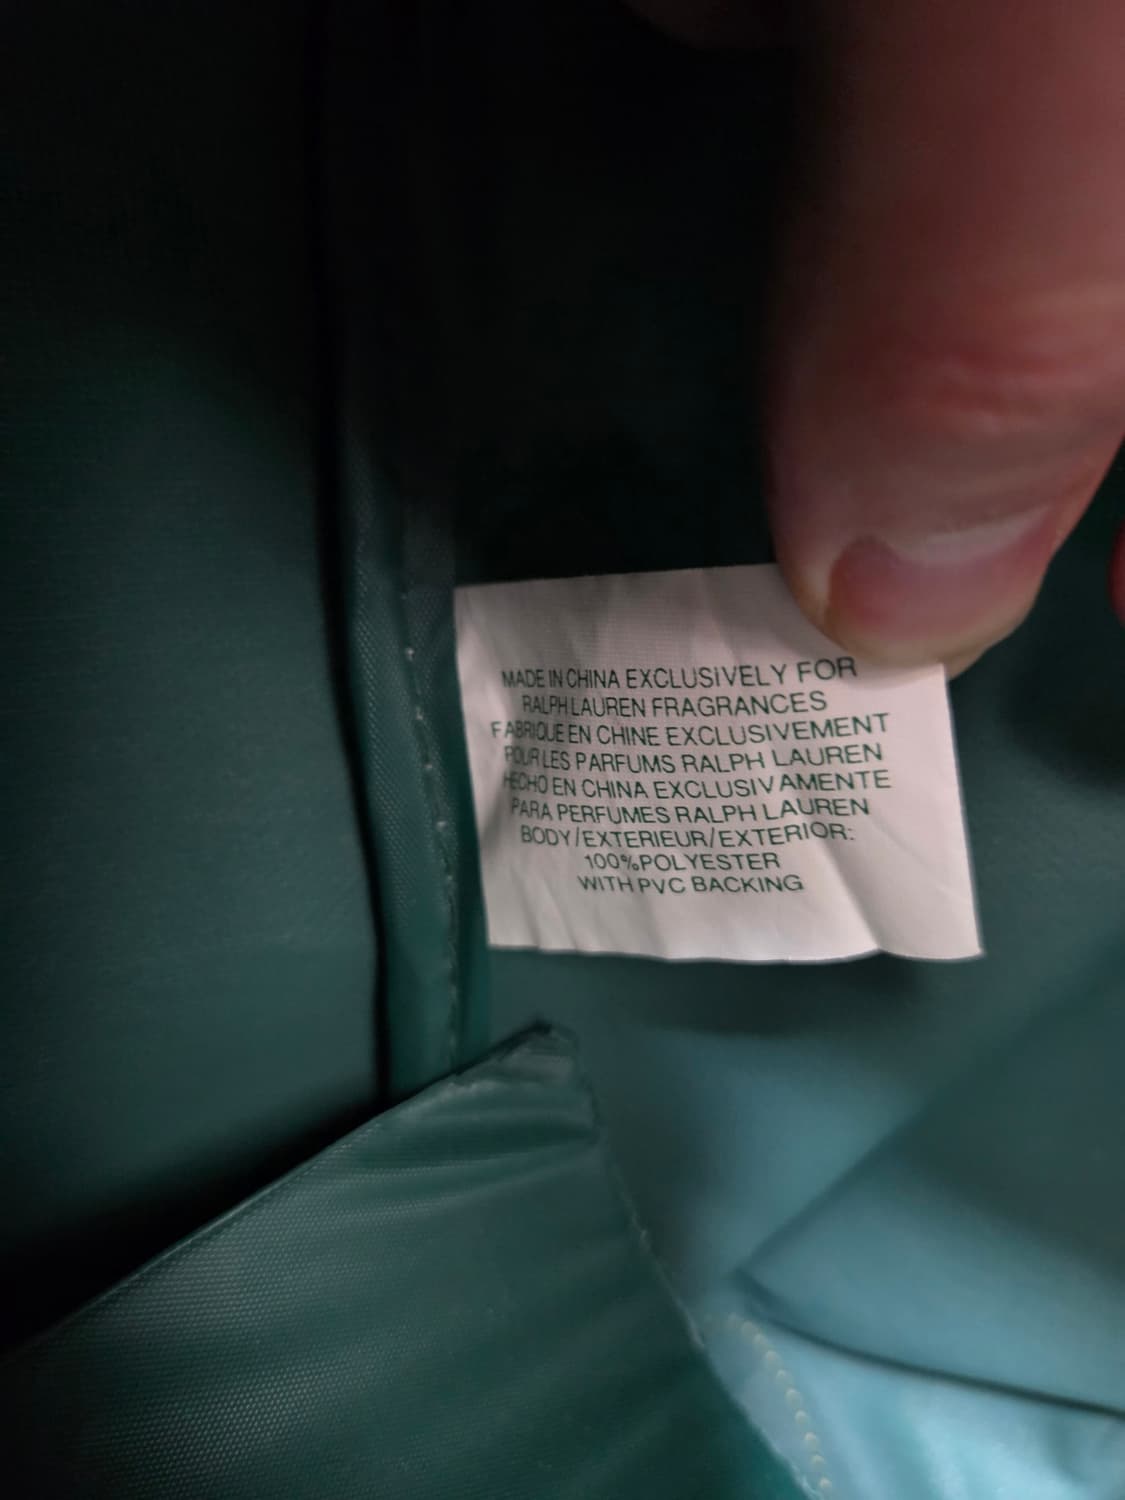 MADE IN CHINA EXCLUSIVELY FOR
RALPH LAUREN FRAGRANCES
FABRIQUE EN CHINE EXCLUSIVEMENT
POUR LES PARFUMS RALPH LAUREN
HECHO EN CHINA EXCLUSIVAMENTE
PARA PERFUMES RALPH LAUREN
BODY/EXTERIEUR/EXTERIOR:
100%POLYESTER
WITH PVC BACKING